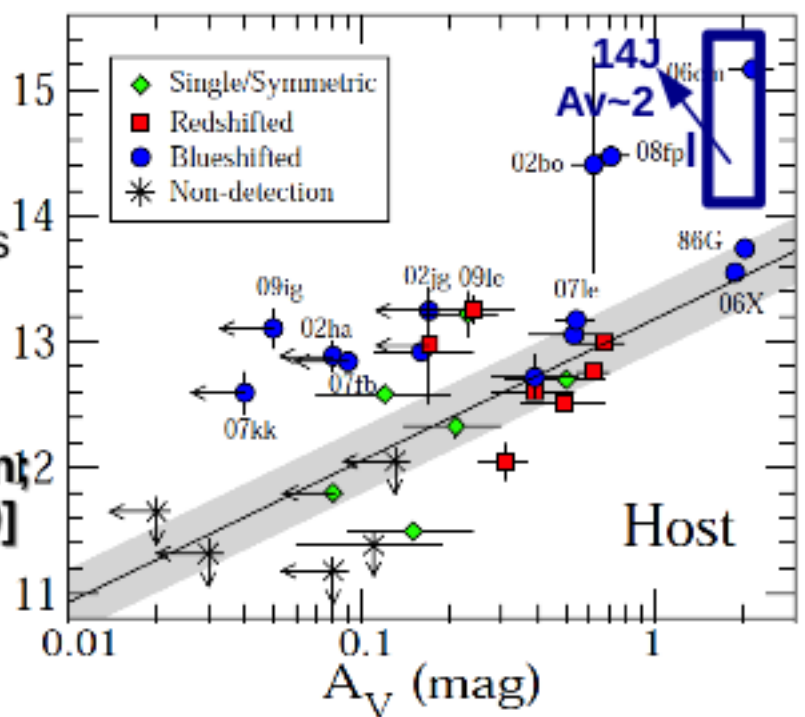 14J
06cm
Av~2
15
Single/Symmetric
Redshifted
Blueshifted
Non-detection
02bo
08fp
14
86G
09ig
02jg
09le
07le
06X
13
02ha
07fb
07kk
12
Host
11
0.01
0.1
1
A_V (mag)